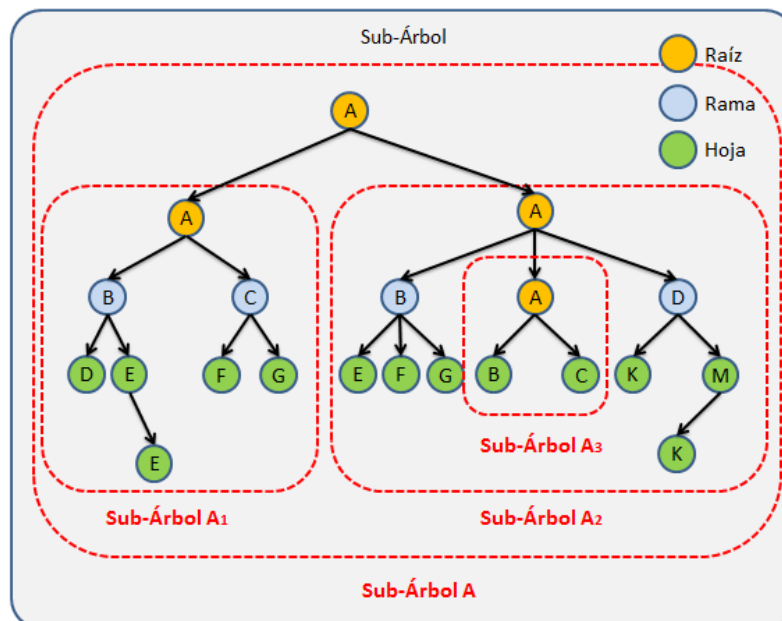 Sub-Árbol
Raíz
Rama
Hoja
A
A
A
B
C
B
A
D
D
E
F
G
E
F
G
B
C
K
M
E
K
Sub-Árbol A3
Sub-Árbol A1
Sub-Árbol A2
Sub-Árbol A